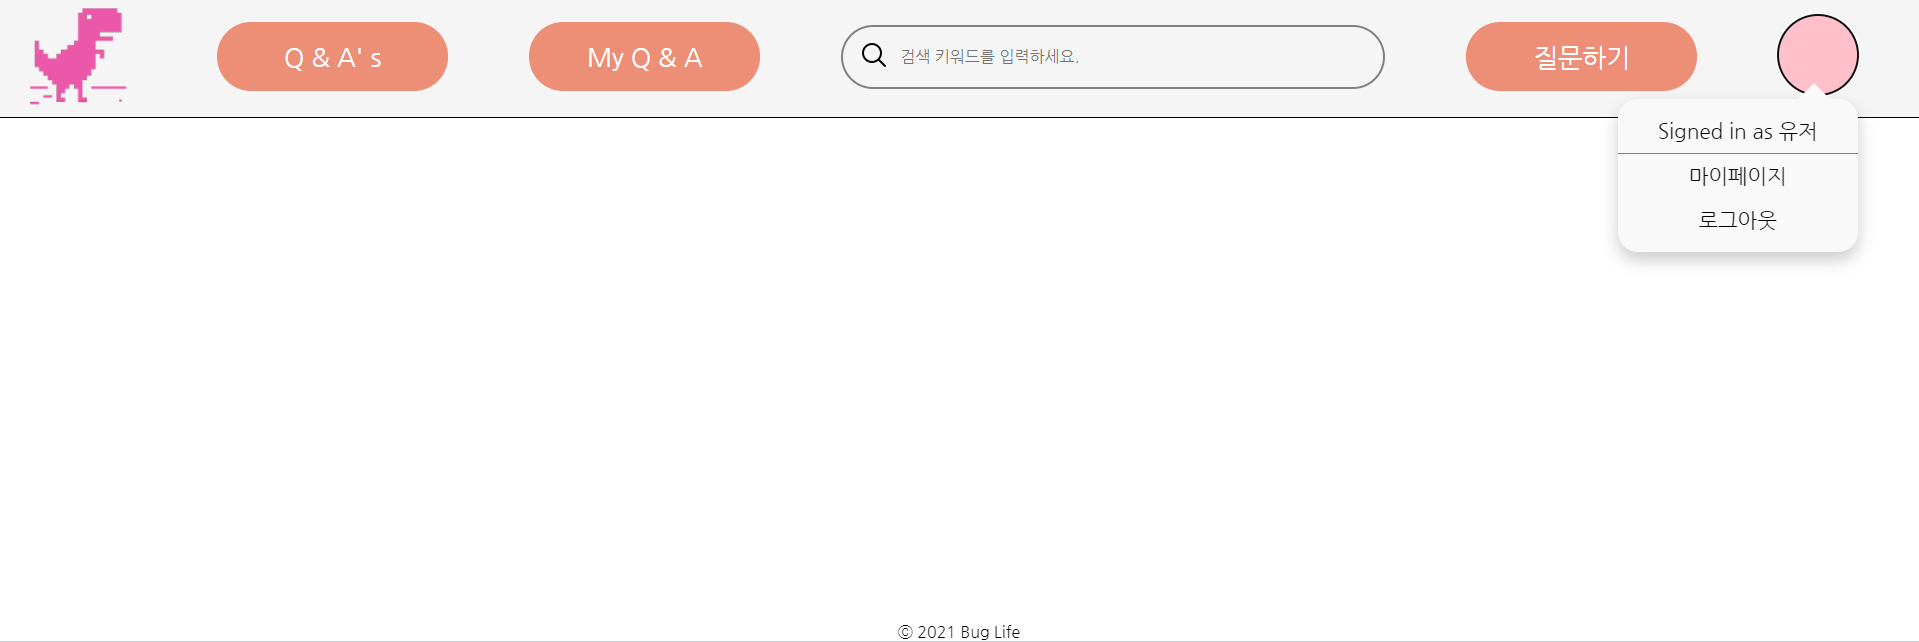 Q & A' s
My Q & A
검색 키워드를 입력하세요.
질문하기
Signed in as 유저
마이페이지
로그아웃
© 2021 Bug Life